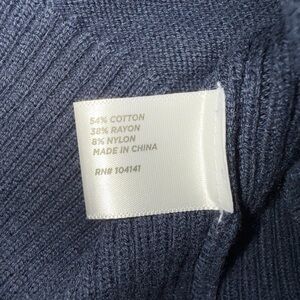 54% COTTON
38% RAYON
8% NYLON
MADE IN CHINA
RN# 104141